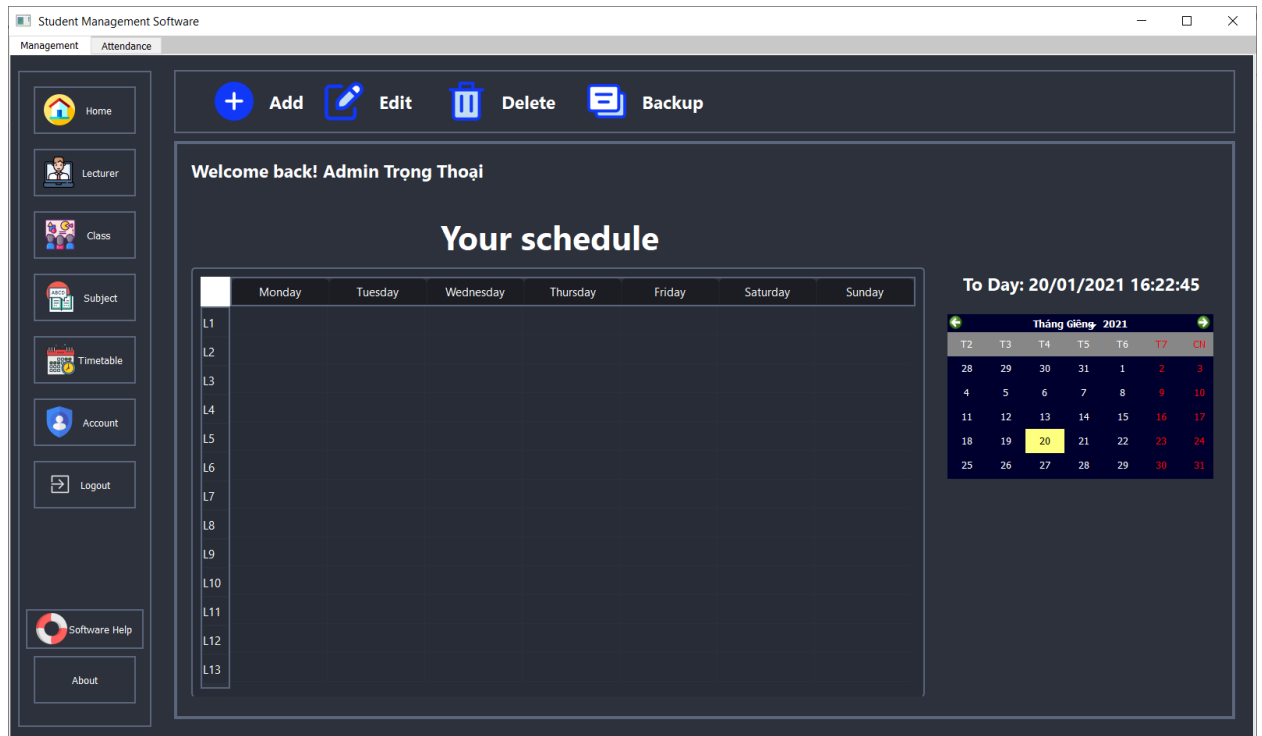 Student Management Software
Management Attendance
Home
Lecturer
Class
Subject
Timetable
Account
Logout
Software Help
About
Add Edit Delete Backup
Welcome back! Admin Trọng Thoại
Your schedule
Monday Tuesday Wednesday Thursday Friday Saturday Sunday
L1
L2
L3
L4
L5
L6
L7
L8
L9
L10
L11
L12
L13
To Day: 20/01/2021 16:22:45
Tháng Giêng 2021
T2 T3 T4 T5 T6 T7 CN
28 29 30 31 1 2 3
4 5 6 7 8 9 10
11 12 13 14 15 16 17
18 19 20 21 22 23 24
25 26 27 28 29 30 31